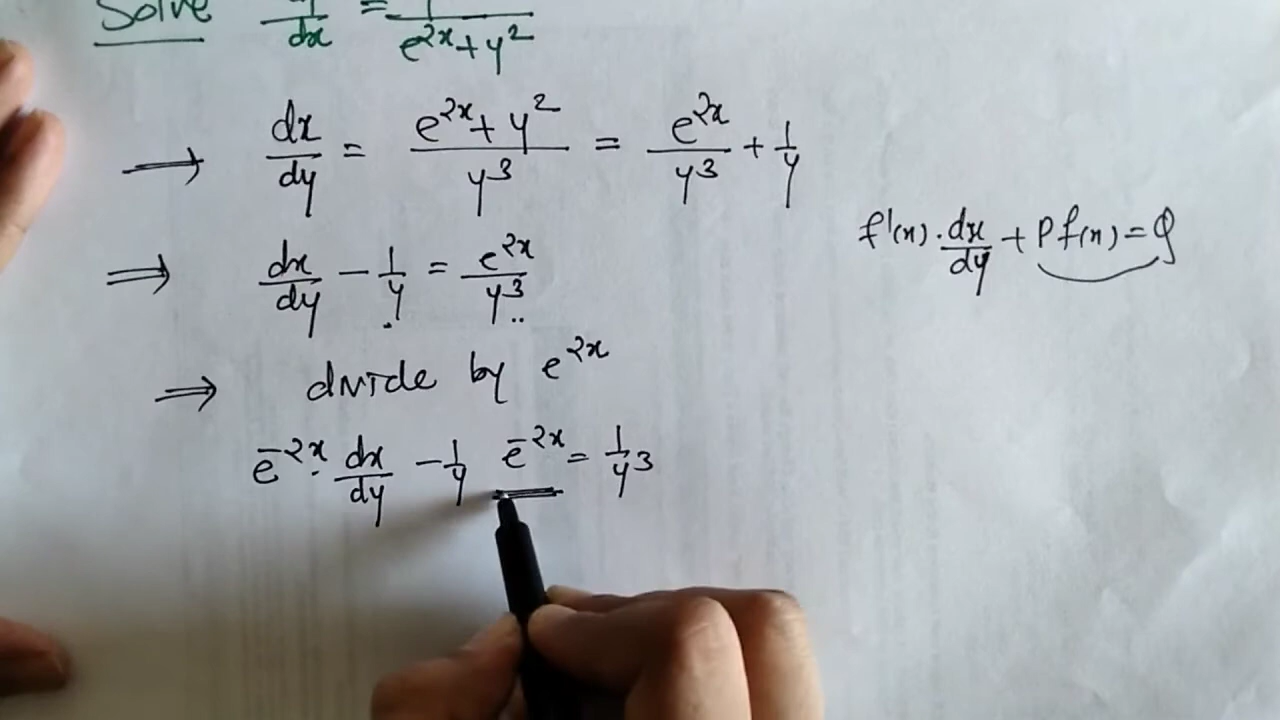 Solve dy/dx = y³/(e^2x + y²)
⟹ dx/dy = (e^2x + y²)/y³ = e^2x/y³ + 1/y
f'(x) · dx/dy + P f(x) = Q
⟹ dx/dy − 1/y = e^2x/y³
⟹ divide by e^2x
e^−2x · dx/dy − 1/y e^−2x = 1/y³